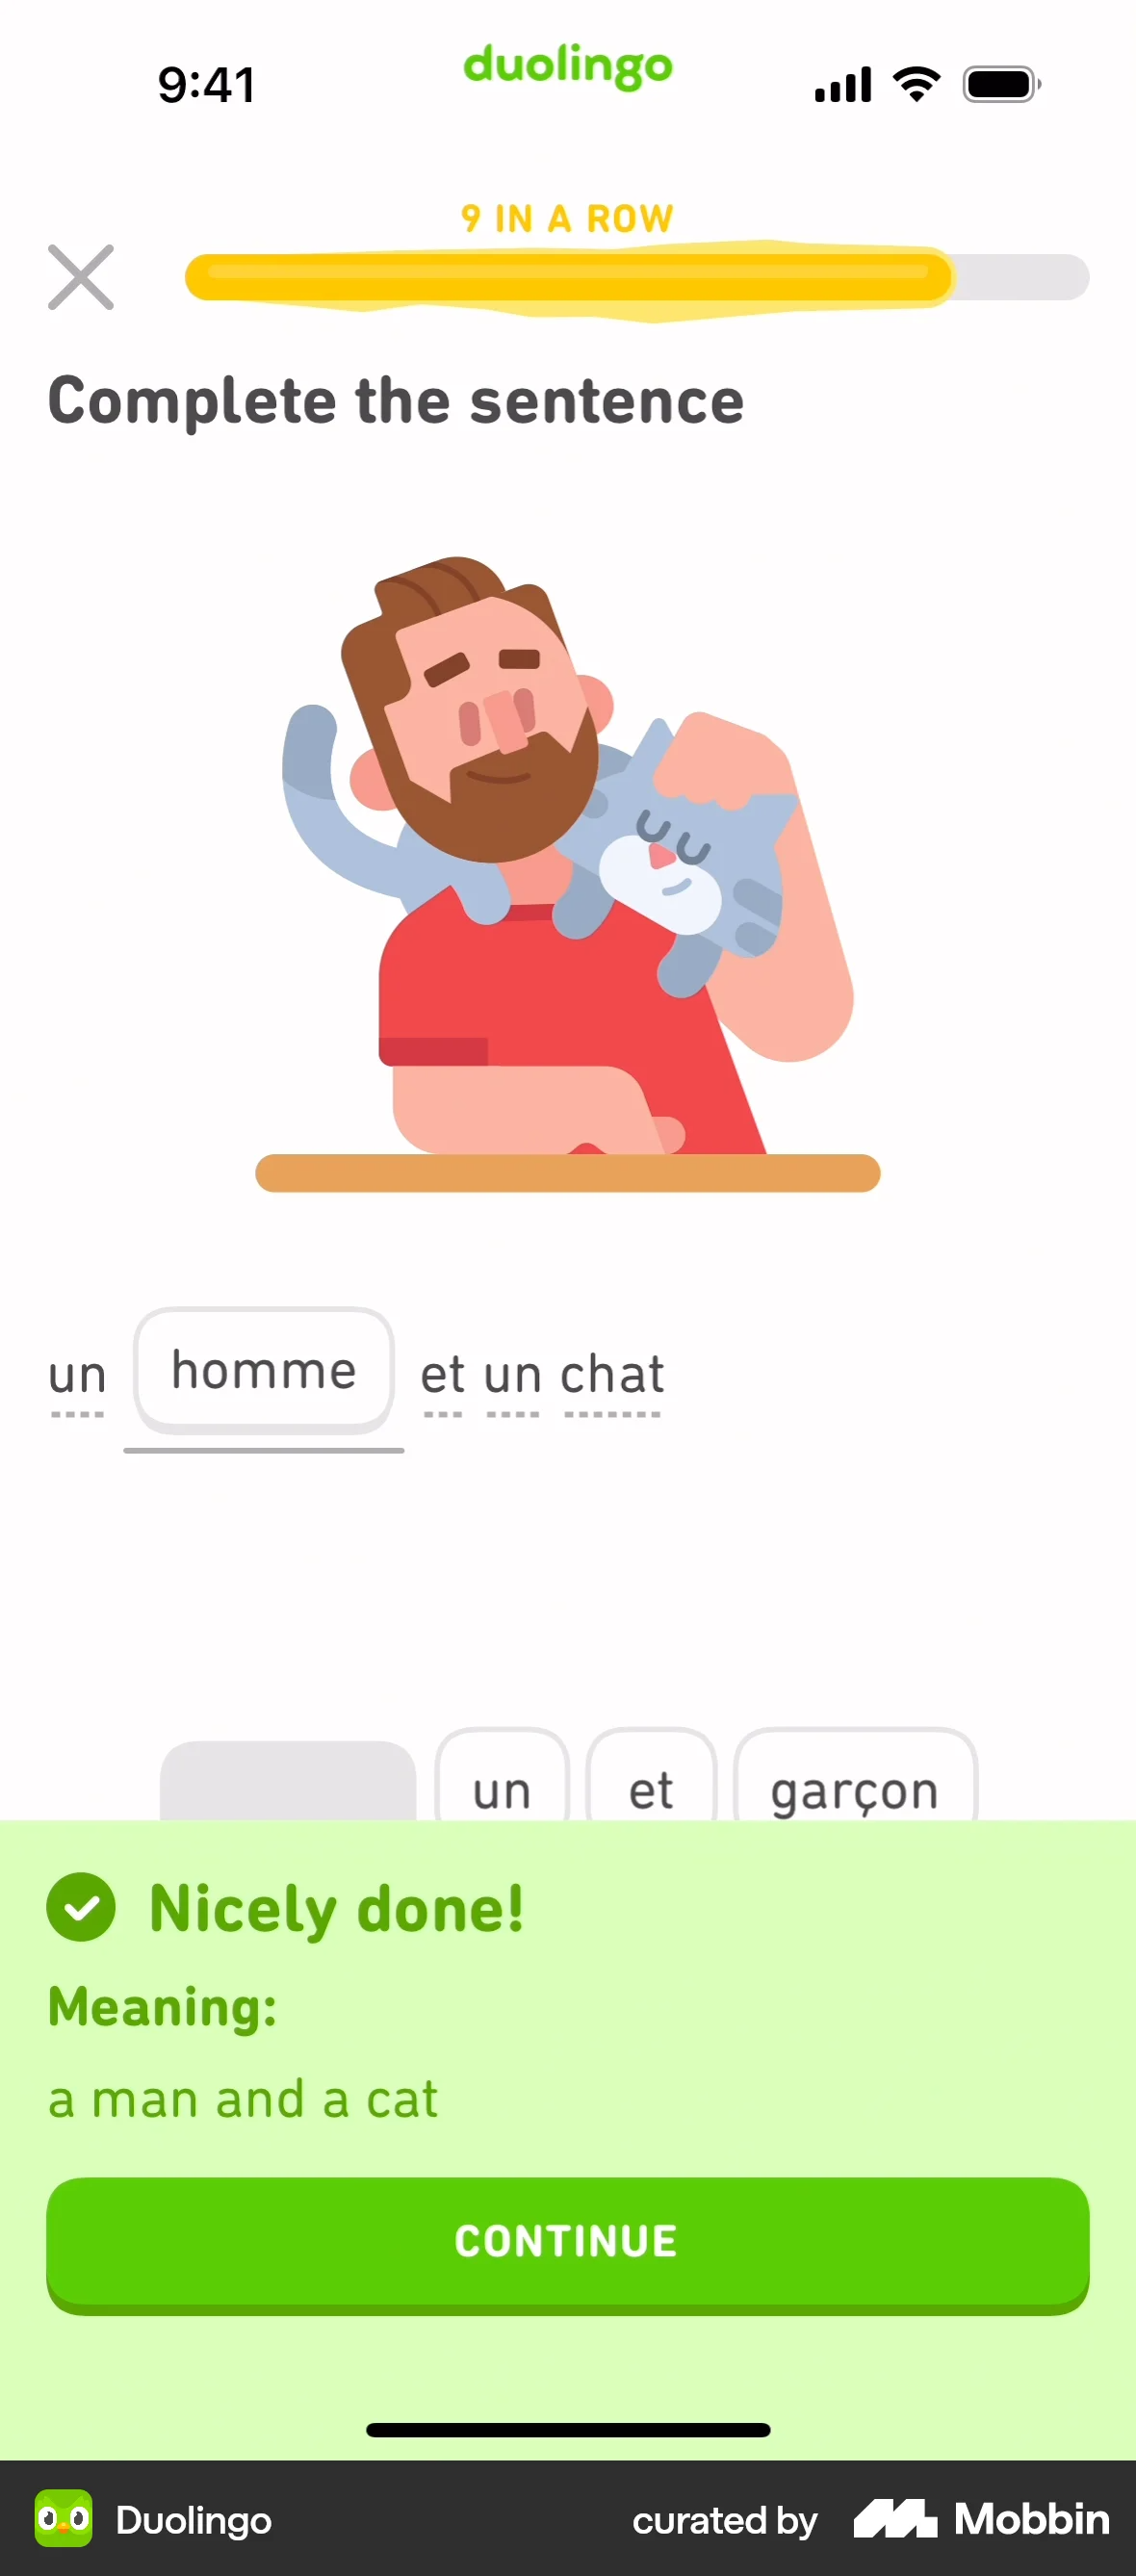 9:41
duolingo
9 IN A ROW
Complete the sentence
un homme et un chat
un et garçon
Nicely done!
Meaning:
a man and a cat
CONTINUE
Duolingo curated by Mobbin